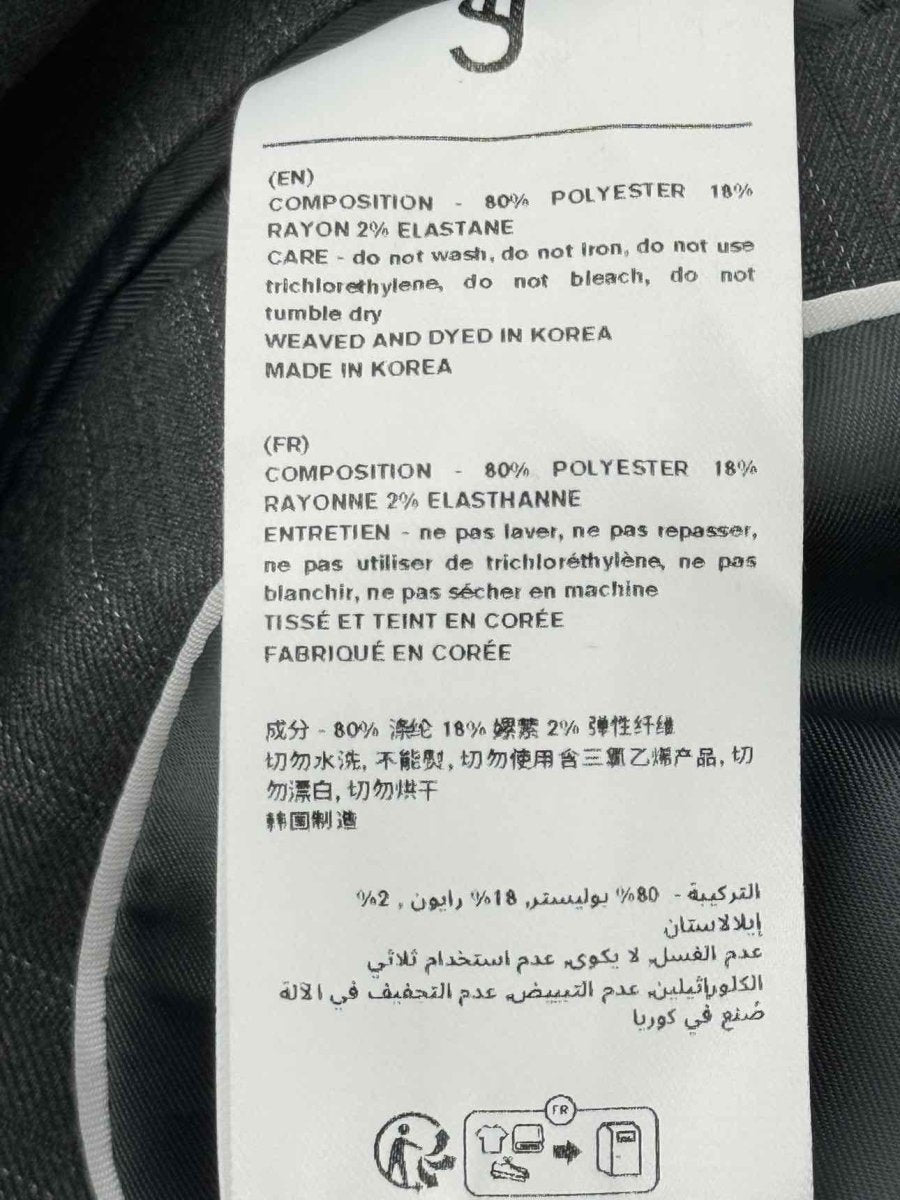 (EN)
COMPOSITION - 80% POLYESTER 18%
RAYON 2% ELASTANE
CARE - do not wash, do not iron, do not use
trichlorethylene, do not bleach, do not
tumble dry
WEAVED AND DYED IN KOREA
MADE IN KOREA
(FR)
COMPOSITION - 80% POLYESTER 18%
RAYONNE 2% ELASTHANNE
ENTRETIEN - ne pas laver, ne pas repasser,
ne pas utiliser de trichloréthylène, ne pas
blanchir, ne pas sécher en machine
TISSÉ ET TEINT EN CORÉE
FABRIQUÉ EN CORÉE
成分 - 80% 涤纶 18% 嫘萦 2% 弹性纤维
切勿水洗, 不能熨, 切勿使用含三氯乙烯产品, 切
勿漂白, 切勿烘干
韩国制造
التركيبة - 80% بوليستر, 18% رايون , 2%
إيلالاستان
عدم الغسل, لا يكوى, عدم استخدام ثلاثي
الكلوراثيلين, عدم التبييض, عدم التجفيف في الآلة
صُنع في كوريا
FR